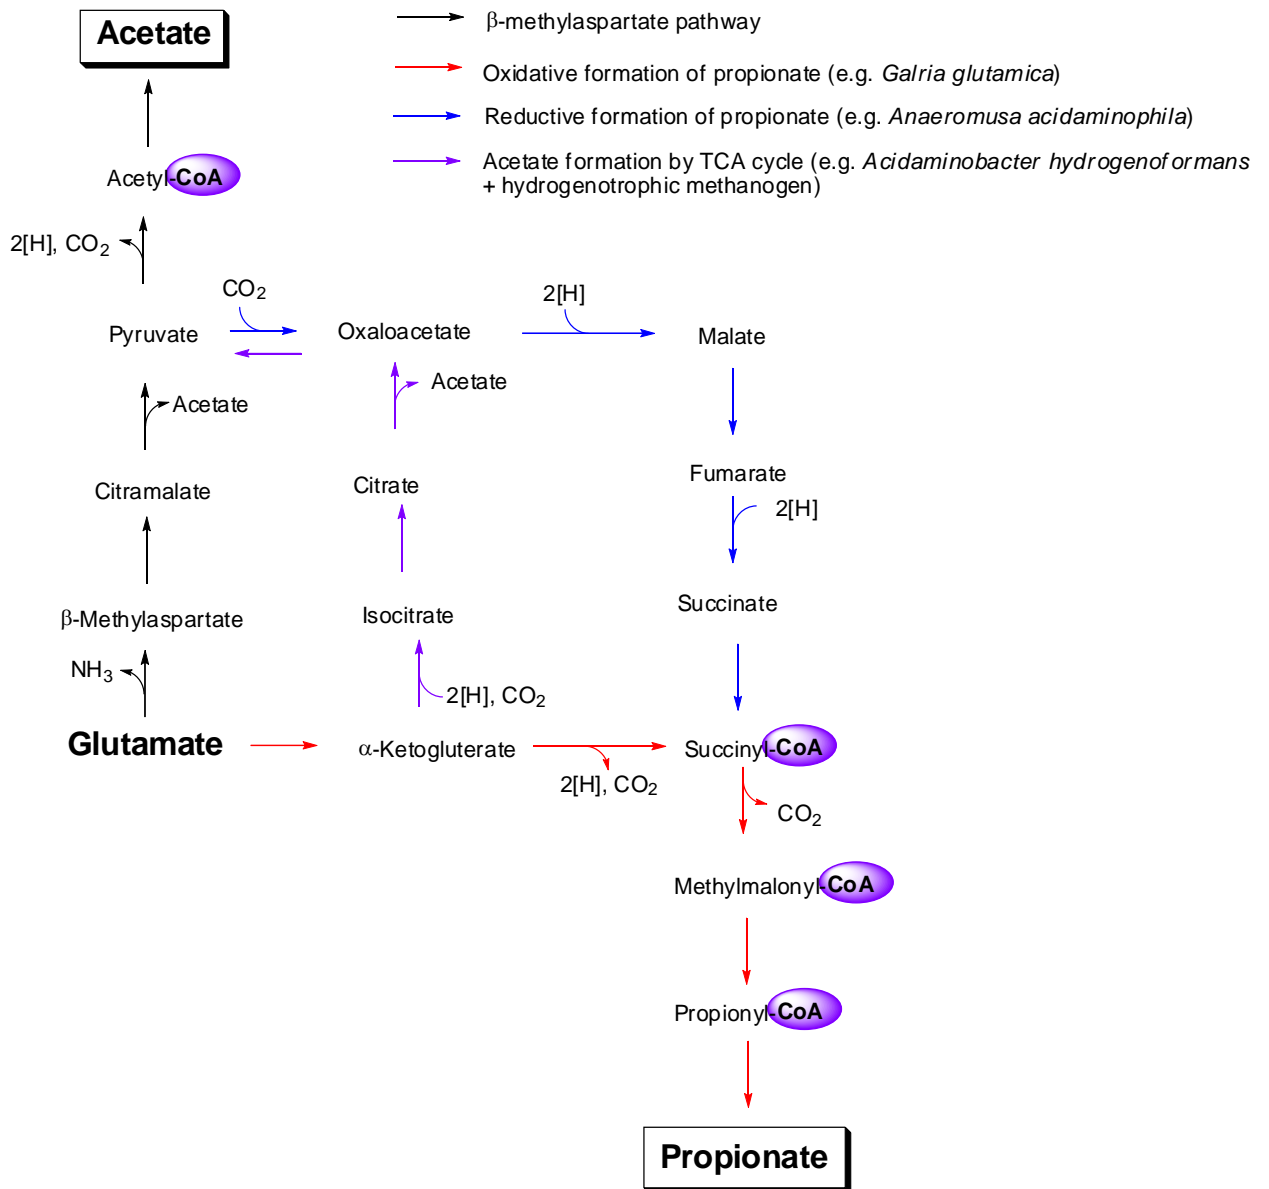 Acetate
β-methylaspartate pathway
Oxidative formation of propionate (e.g. Galria glutamica)
Reductive formation of propionate (e.g. Anaeromusa acidaminophila)
Acetate formation by TCA cycle (e.g. Acidaminobacter hydrogenoformans
+ hydrogenotrophic methanogen)
Acetyl-CoA
2[H], CO2
CO2
2[H]
Pyruvate
Oxaloacetate
Malate
Acetate
Acetate
Fumarate
Citramalate
Citrate
2[H]
Succinate
Isocitrate
β-Methylaspartate
NH3
2[H], CO2
Glutamate
α-Ketogluterate
Succinyl-CoA
2[H], CO2
CO2
Methylmalonyl-CoA
Propionyl-CoA
Propionate